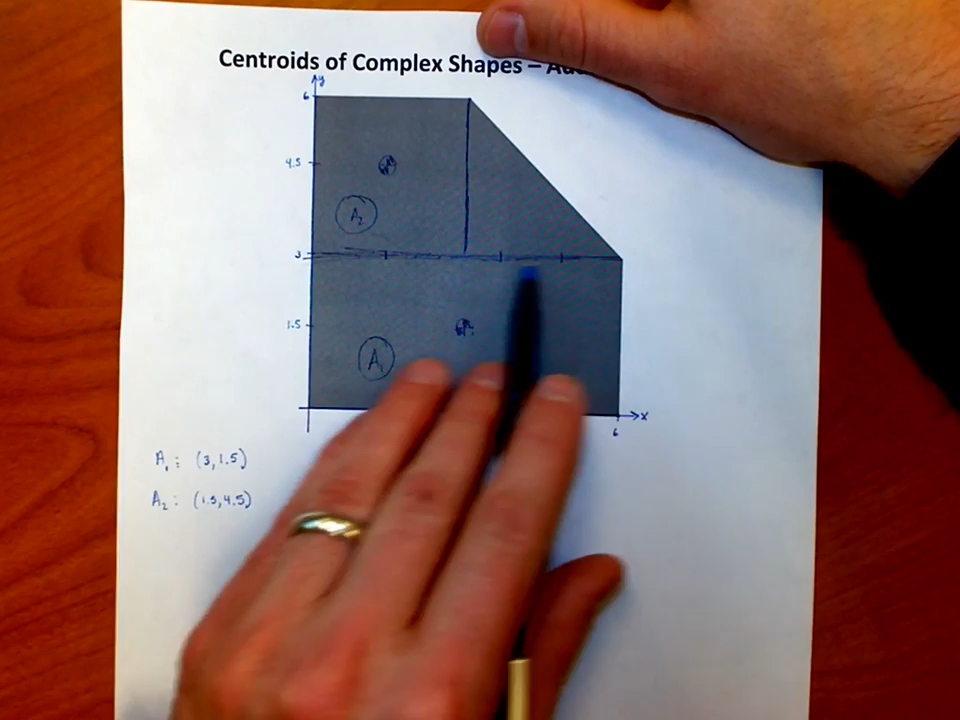 Centroids of Complex Shapes –
y
6
4.5
A2
3
1.5
A1
x
6
A1: (3, 1.5)
A2: (1.5, 4.5)